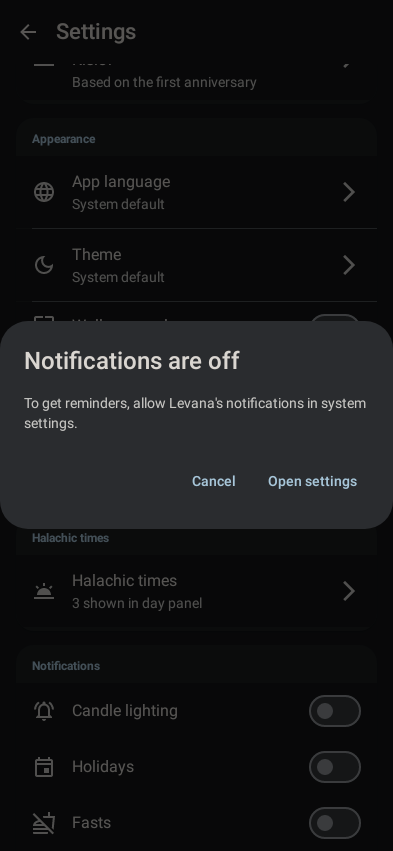 Settings
Based on the first anniversary
Appearance
App language
System default
Theme
System default
Notifications are off
To get reminders, allow Levana's notifications in system
settings.
Cancel
Open settings
Halachic times
Halachic times
3 shown in day panel
Notifications
Candle lighting
Holidays
Fasts